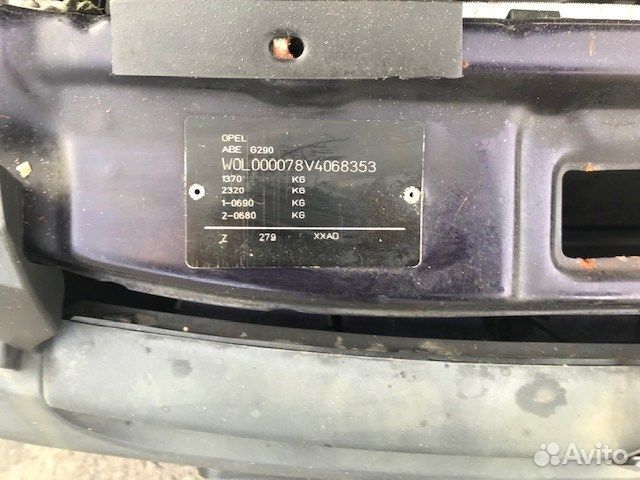 OPEL
ABE G290
W0L000078V4068353
1370 KG
2320 KG
1-0690 KG
2-0680 KG
Z 279 XXAD
Avito